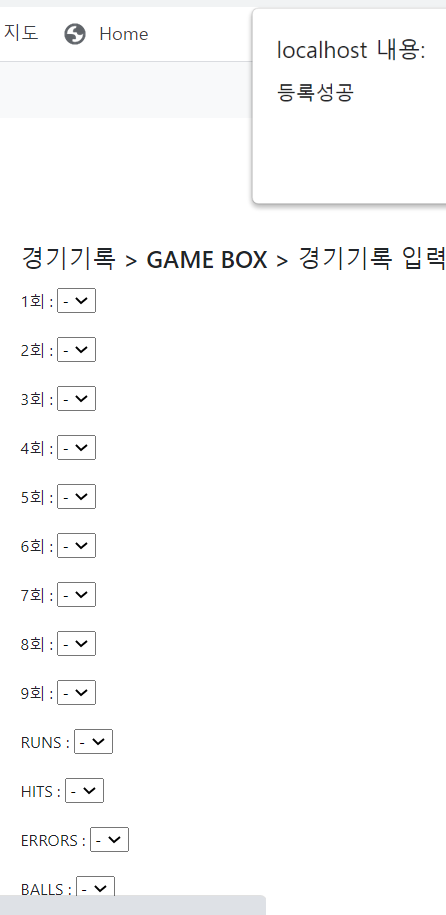 지도 Home
localhost 내용:
등록성공
경기기록 > GAME BOX > 경기기록 입력
1회 : -
2회 : -
3회 : -
4회 : -
5회 : -
6회 : -
7회 : -
8회 : -
9회 : -
RUNS : -
HITS : -
ERRORS : -
BALLS : -